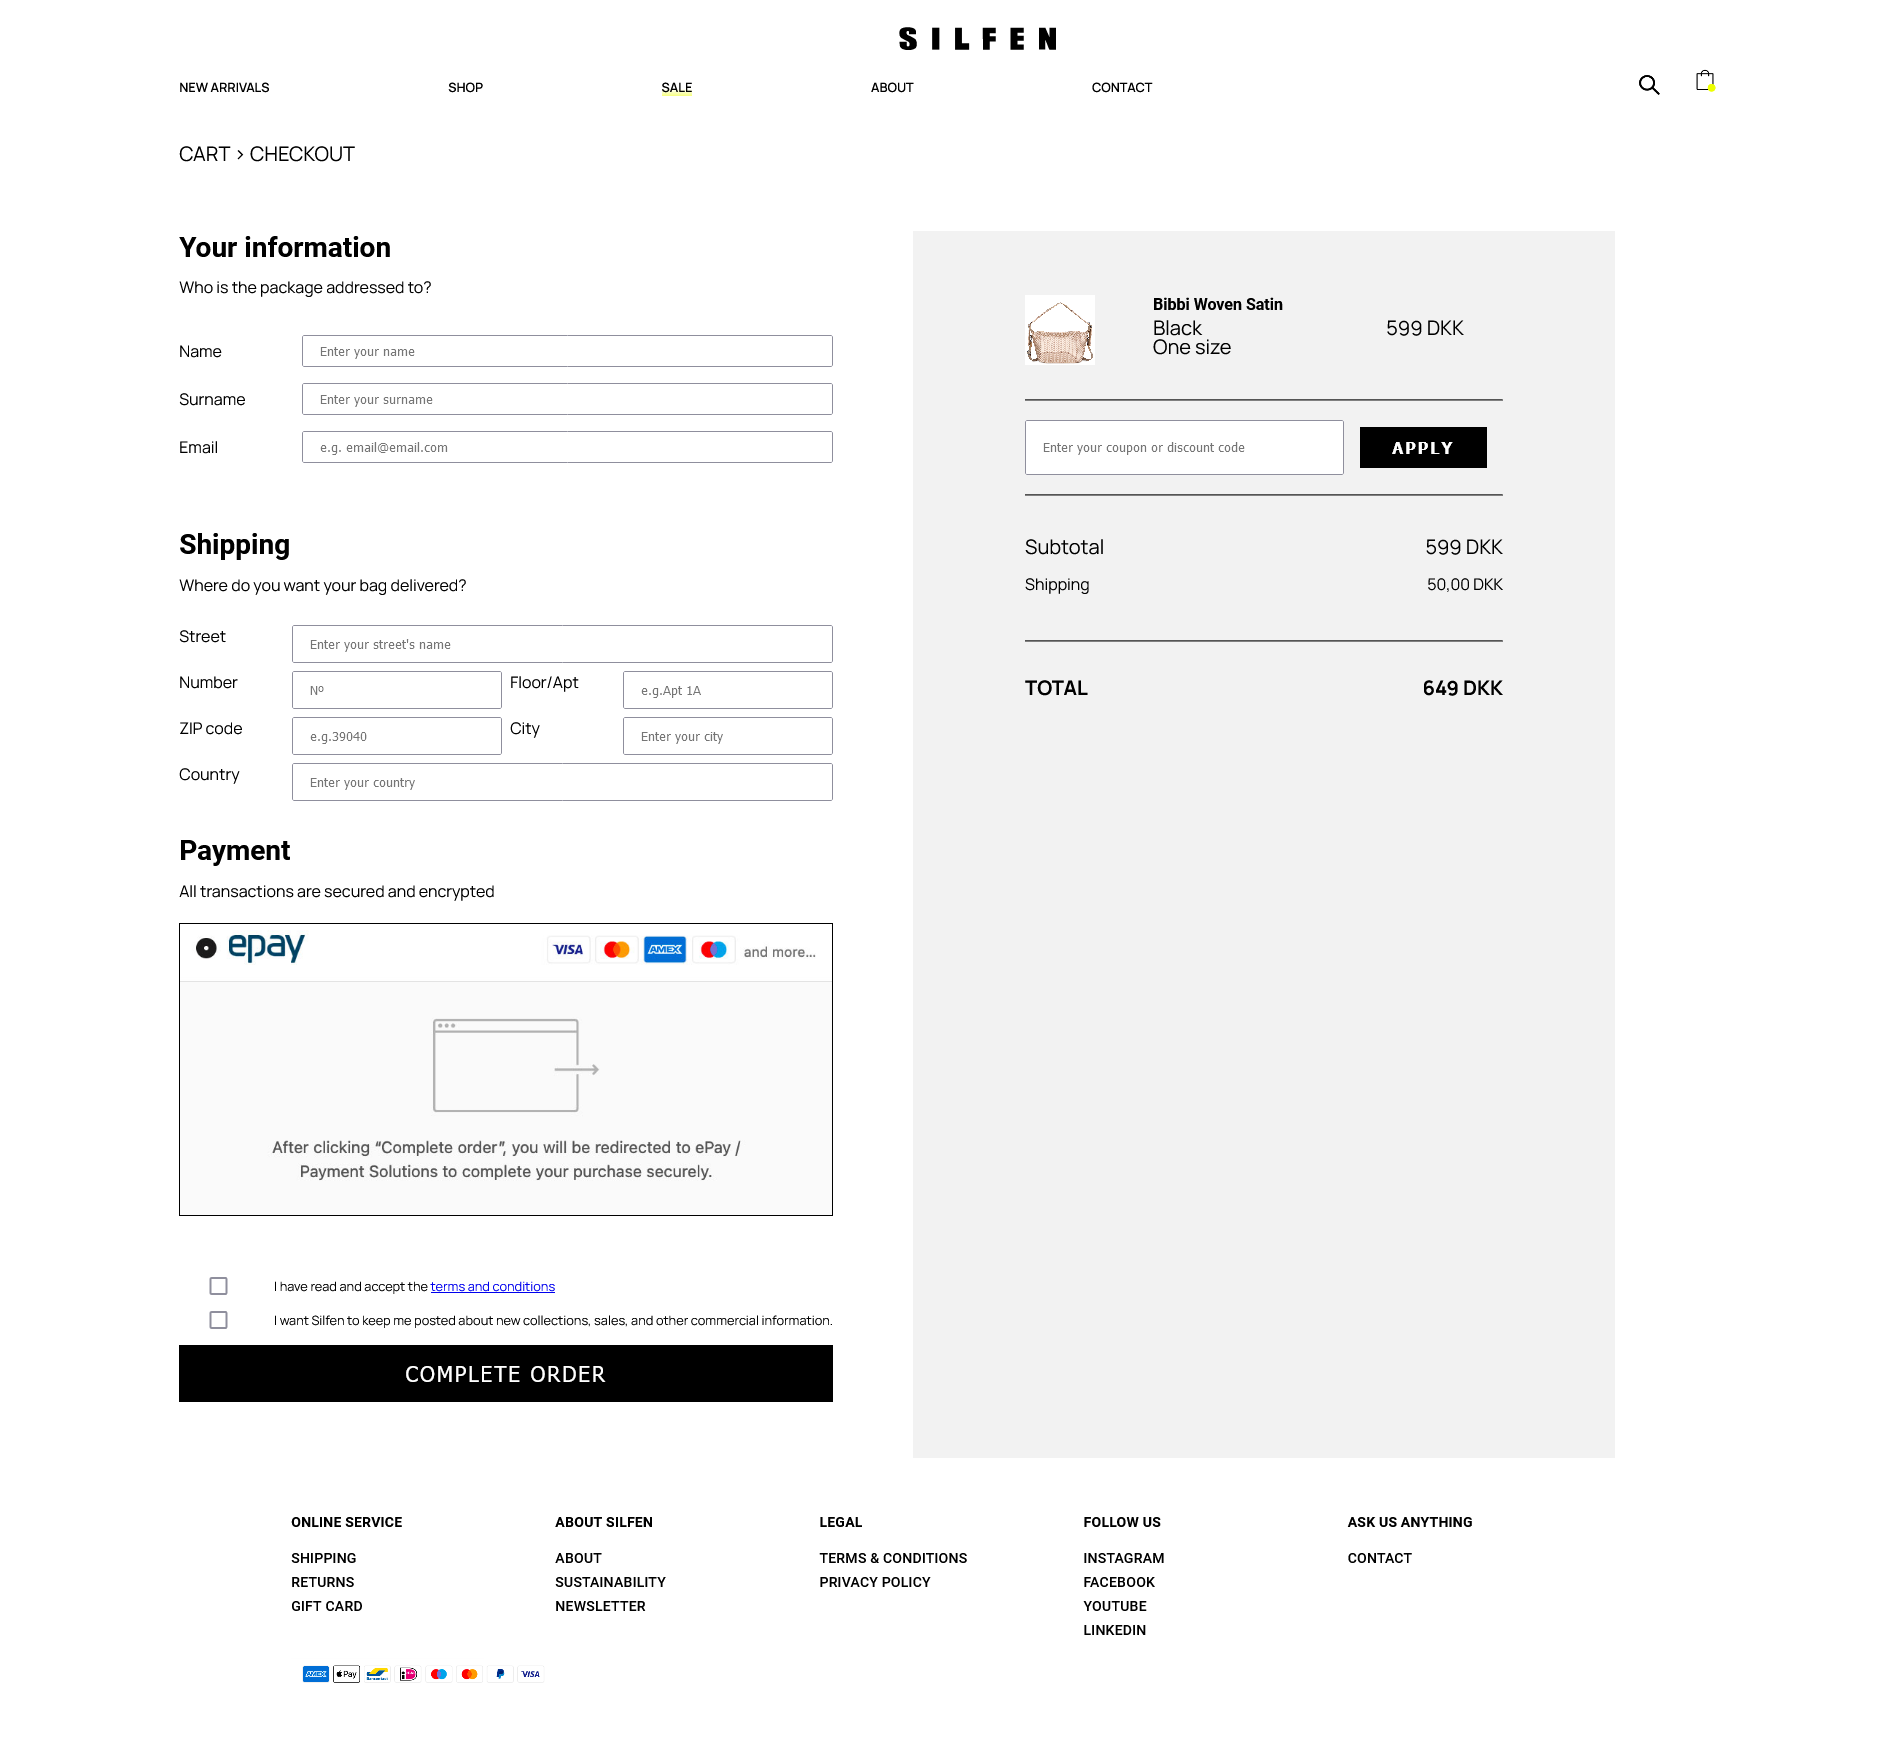 SILFEN
NEW ARRIVALS
SHOP
SALE
ABOUT
CONTACT
CART > CHECKOUT
Your information
Who is the package addressed to?
Name
Enter your name
Surname
Enter your surname
Email
e.g. email@email.com
Shipping
Where do you want your bag delivered?
Street
Enter your street's name
Number
Nº
Floor/Apt
e.g.Apt 1A
ZIP code
e.g.39040
City
Enter your city
Country
Enter your country
Payment
All transactions are secured and encrypted
epay
VISA
AMEX
and more...
After clicking “Complete order”, you will be redirected to ePay /
Payment Solutions to complete your purchase securely.
I have read and accept the terms and conditions
I want Silfen to keep me posted about new collections, sales, and other commercial information.
COMPLETE ORDER
Bibbi Woven Satin
Black
One size
599 DKK
Enter your coupon or discount code
APPLY
Subtotal
599 DKK
Shipping
50,00 DKK
TOTAL
649 DKK
ONLINE SERVICE
SHIPPING
RETURNS
GIFT CARD
ABOUT SILFEN
ABOUT
SUSTAINABILITY
NEWSLETTER
LEGAL
TERMS & CONDITIONS
PRIVACY POLICY
FOLLOW US
INSTAGRAM
FACEBOOK
YOUTUBE
LINKEDIN
ASK US ANYTHING
CONTACT
AMEX
Pay
VISA